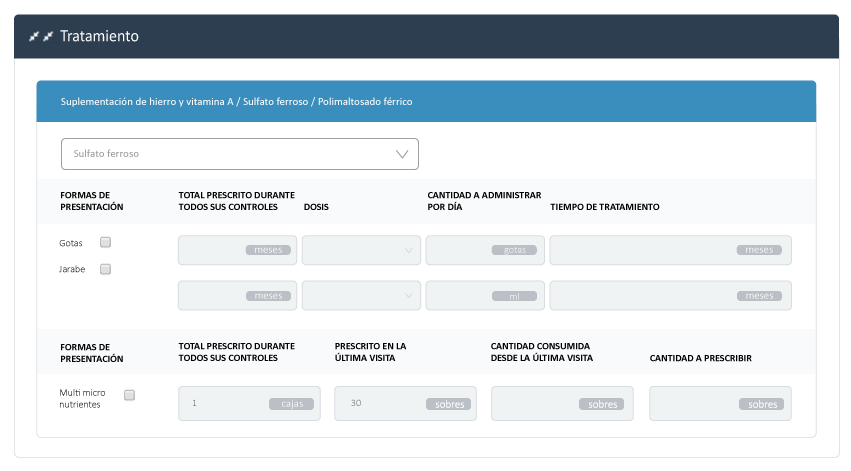 Tratamiento
Suplementación de hierro y vitamina A / Sulfato ferroso / Polimaltosado férrico
Sulfato ferroso
FORMAS DE PRESENTACIÓN
TOTAL PRESCRITO DURANTE TODOS SUS CONTROLES
DOSIS
CANTIDAD A ADMINISTRAR POR DÍA
TIEMPO DE TRATAMIENTO
Gotas
meses
gotas
meses
Jarabe
meses
ml
meses
FORMAS DE PRESENTACIÓN
TOTAL PRESCRITO DURANTE TODOS SUS CONTROLES
PRESCRITO EN LA ÚLTIMA VISITA
CANTIDAD CONSUMIDA DESDE LA ÚLTIMA VISITA
CANTIDAD A PRESCRIBIR
Multi micro nutrientes
1 cajas
30 sobres
sobres
sobres